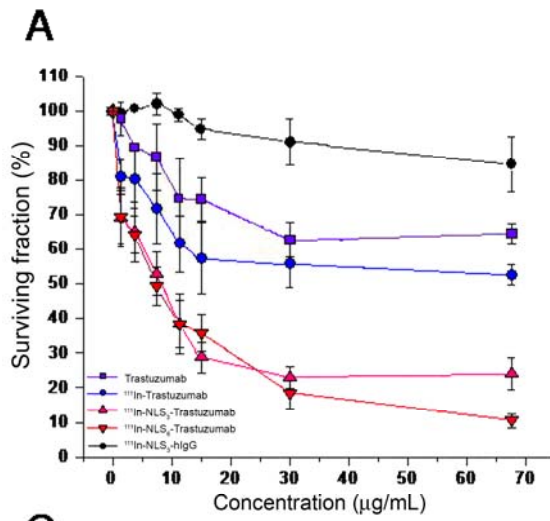 A
110
100
90
80
70
60
50
40
30
20
10
0
Surviving fraction (%)
Trastuzumab
¹¹¹In-Trastuzumab
¹¹¹In-NLS₃-Trastuzumab
¹¹¹In-NLS₆-Trastuzumab
¹¹¹In-NLS₃-hIgG
0 10 20 30 40 50 60 70
Concentration (μg/mL)